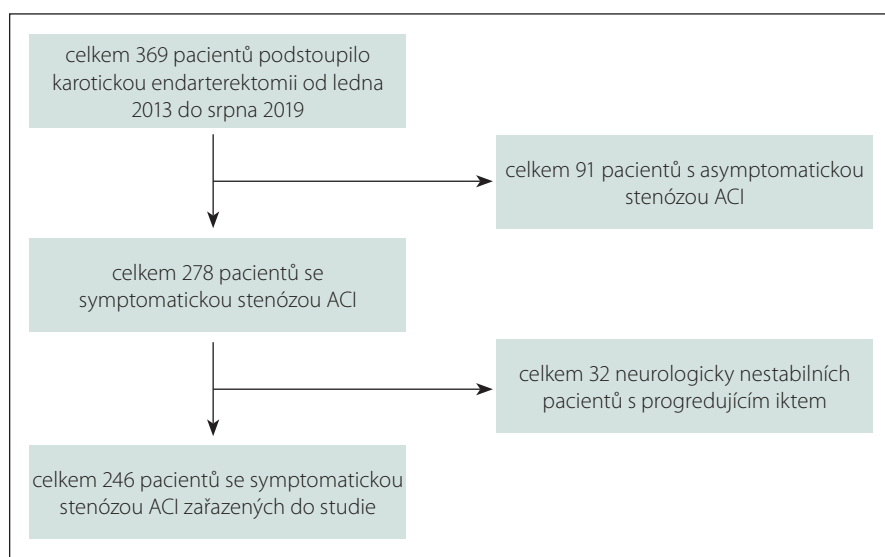 celkem 369 pacientů podstoupilo
karotickou endarterektomii od ledna
2013 do srpna 2019
celkem 91 pacientů s asymptomatickou
stenózou ACI
celkem 278 pacientů se
symptomatickou stenózou ACI
celkem 32 neurologicky nestabilních
pacientů s progredujícím iktem
celkem 246 pacientů se symptomatickou
stenózou ACI zařazených do studie